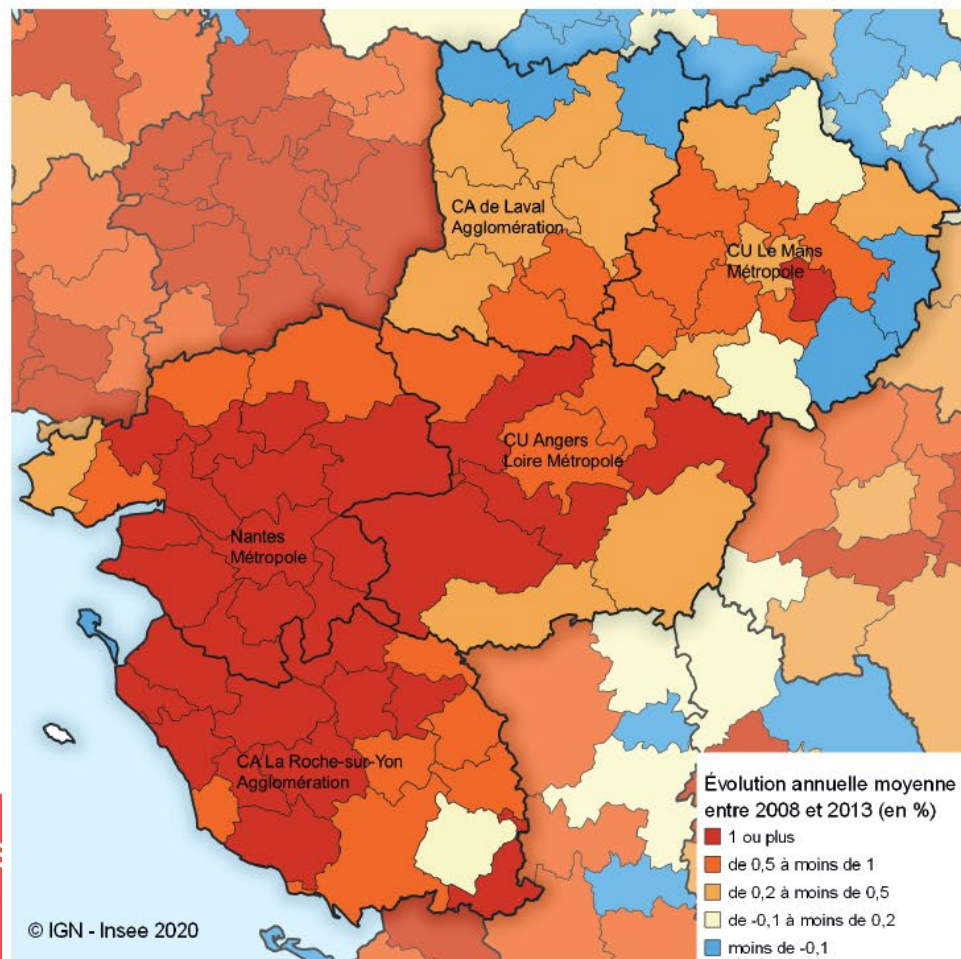 CA de Laval
Agglomération
CU Le Mans
Métropole
CU Angers
Loire Métropole
Nantes
Métropole
CA La Roche-sur-Yon
Agglomération
Évolution annuelle moyenne
entre 2008 et 2013 (en %)
1 ou plus
de 0,5 à moins de 1
de 0,2 à moins de 0,5
de -0,1 à moins de 0,2
moins de -0,1
© IGN - Insee 2020